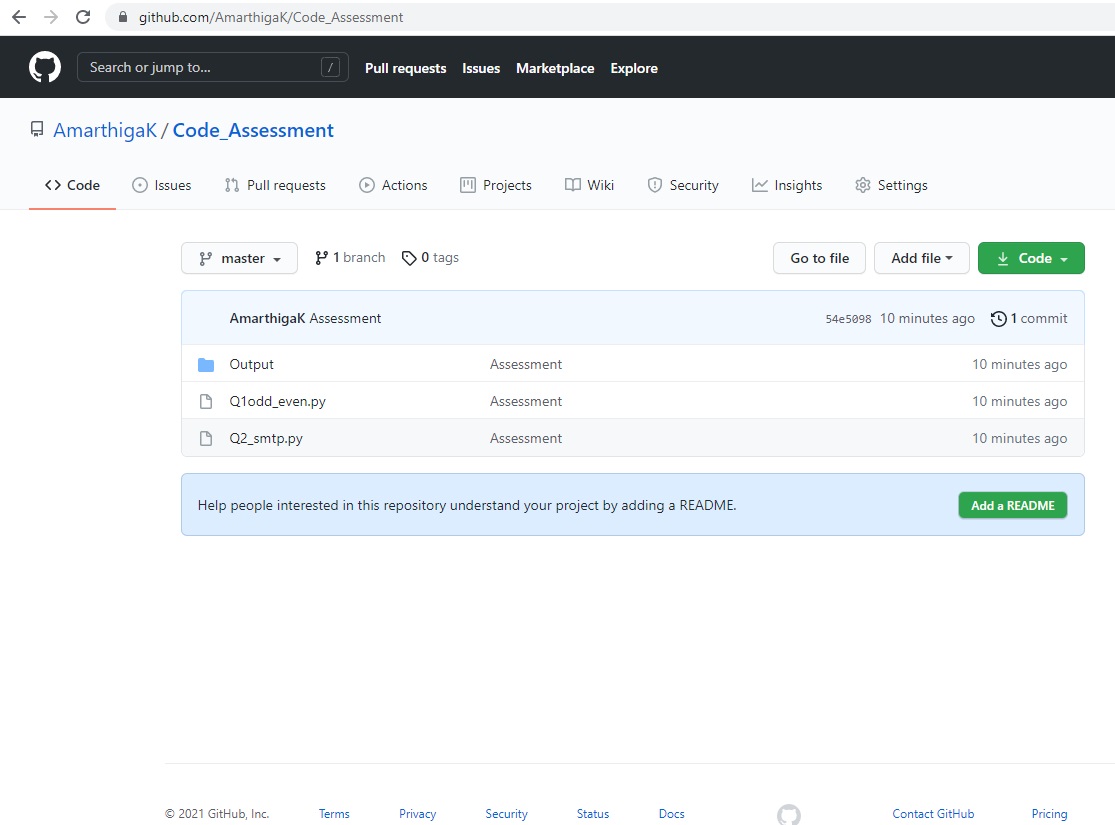 github.com/AmarthigaK/Code_Assessment
Search or jump to... / Pull requests Issues Marketplace Explore
AmarthigaK / Code_Assessment
Code Issues Pull requests Actions Projects Wiki Security Insights Settings
master 1 branch 0 tags Go to file Add file Code
AmarthigaK Assessment 54e5098 10 minutes ago 1 commit
Output Assessment 10 minutes ago
Q1odd_even.py Assessment 10 minutes ago
Q2_smtp.py Assessment 10 minutes ago
Help people interested in this repository understand your project by adding a README. Add a README
© 2021 GitHub, Inc. Terms Privacy Security Status Docs Contact GitHub Pricing